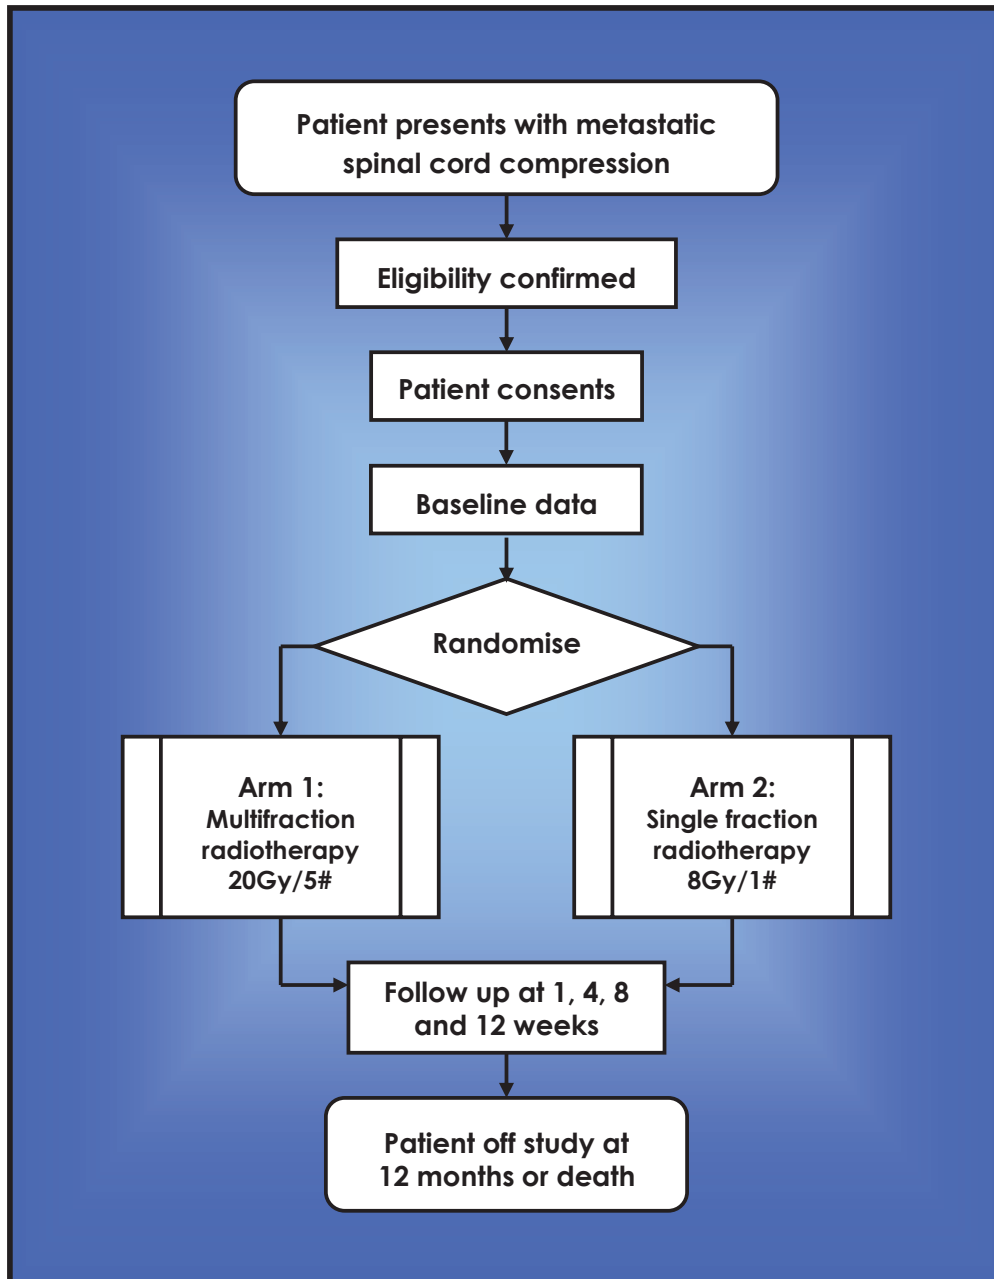 Patient presents with metastatic
spinal cord compression
Eligibility confirmed
Patient consents
Baseline data
Randomise
Arm 1:
Multifraction
radiotherapy
20Gy/5#
Arm 2:
Single fraction
radiotherapy
8Gy/1#
Follow up at 1, 4, 8
and 12 weeks
Patient off study at
12 months or death